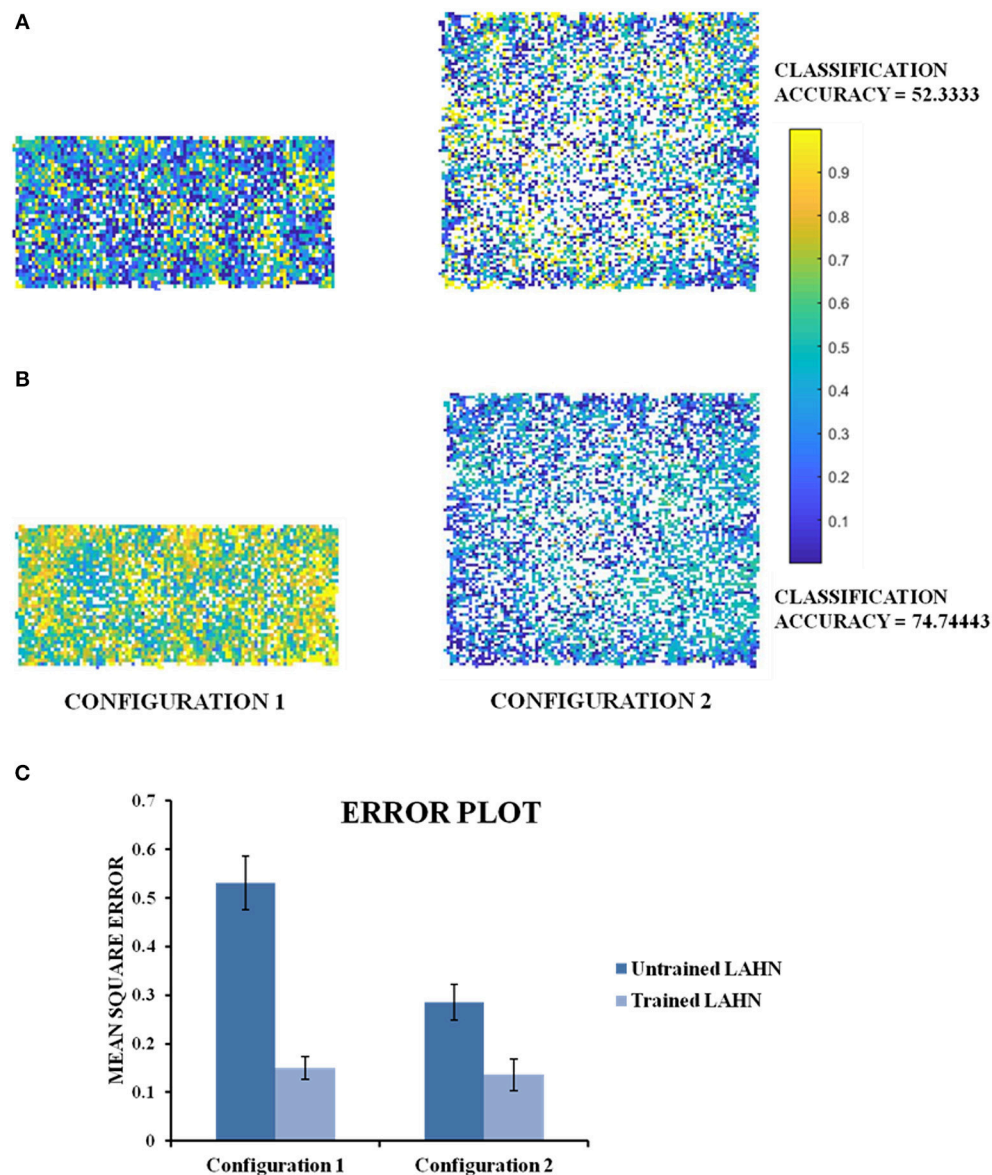 A
CLASSIFICATION
ACCURACY = 52.3333
0.9
0.8
0.7
0.6
0.5
0.4
0.3
0.2
0.1
B
CLASSIFICATION
ACCURACY = 74.74443
CONFIGURATION 1
CONFIGURATION 2
C
ERROR PLOT
MEAN SQUARE ERROR
0.7
0.6
0.5
0.4
0.3
0.2
0.1
0
Untrained LAHN
Trained LAHN
Configuration 1
Configuration 2